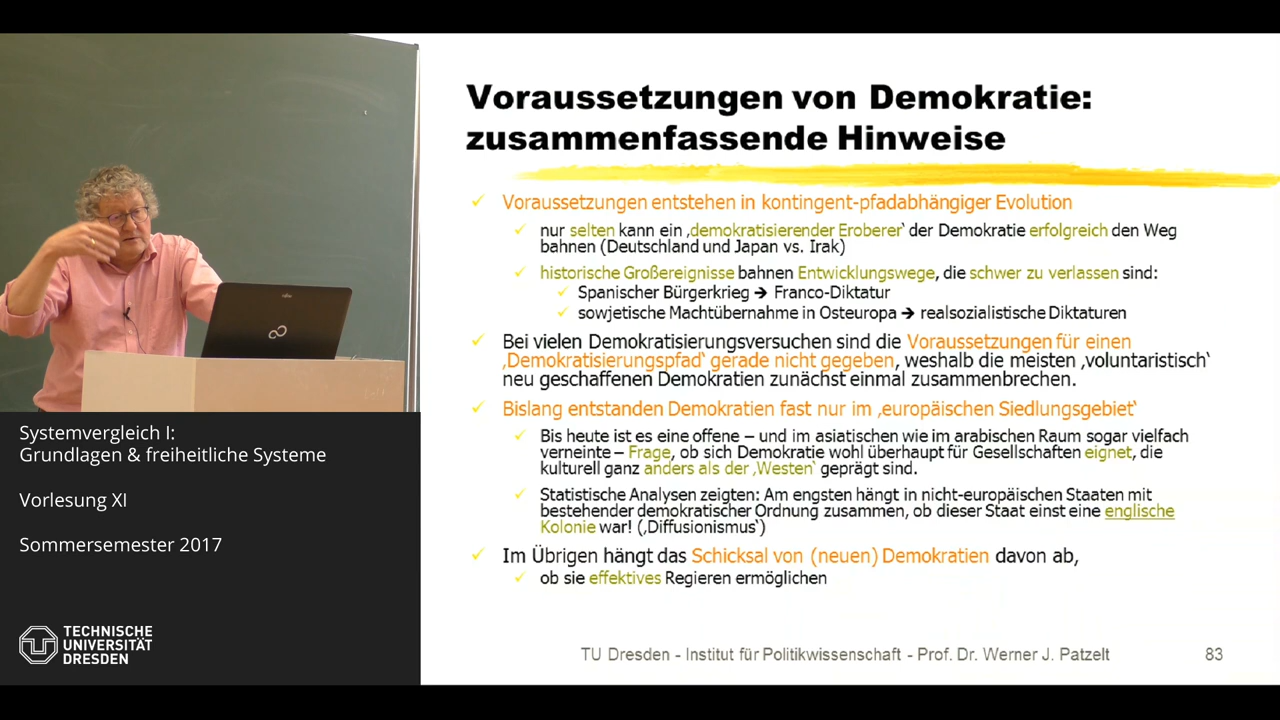 Voraussetzungen von Demokratie:
zusammenfassende Hinweise
Voraussetzungen entstehen in kontingent-pfadabhängiger Evolution
nur selten kann ein ‚demokratisierender Eroberer‘ der Demokratie erfolgreich den Weg
bahnen (Deutschland und Japan vs. Irak)
historische Großereignisse bahnen Entwicklungswege, die schwer zu verlassen sind:
Spanischer Bürgerkrieg → Franco-Diktatur
sowjetische Machtübernahme in Osteuropa → realsozialistische Diktaturen
Bei vielen Demokratisierungsversuchen sind die Voraussetzungen für einen
‚Demokratisierungspfad‘ gerade nicht gegeben, weshalb die meisten ‚voluntaristisch‘
neu geschaffenen Demokratien zunächst einmal zusammenbrechen.
Bislang entstanden Demokratien fast nur im ‚europäischen Siedlungsgebiet‘
Bis heute ist es eine offene – und im asiatischen wie im arabischen Raum sogar vielfach
verneinte – Frage, ob sich Demokratie wohl überhaupt für Gesellschaften eignet, die
kulturell ganz anders als der ‚Westen‘ geprägt sind.
Statistische Analysen zeigten: Am engsten hängt in nicht-europäischen Staaten mit
bestehender demokratischer Ordnung zusammen, ob dieser Staat einst eine englische
Kolonie war! (‚Diffusionismus‘)
Im Übrigen hängt das Schicksal von (neuen) Demokratien davon ab,
ob sie effektives Regieren ermöglichen
TU Dresden - Institut für Politikwissenschaft - Prof. Dr. Werner J. Patzelt
83
Systemvergleich I:
Grundlagen & freiheitliche Systeme
Vorlesung XI
Sommersemester 2017
TECHNISCHE
UNIVERSITÄT
DRESDEN